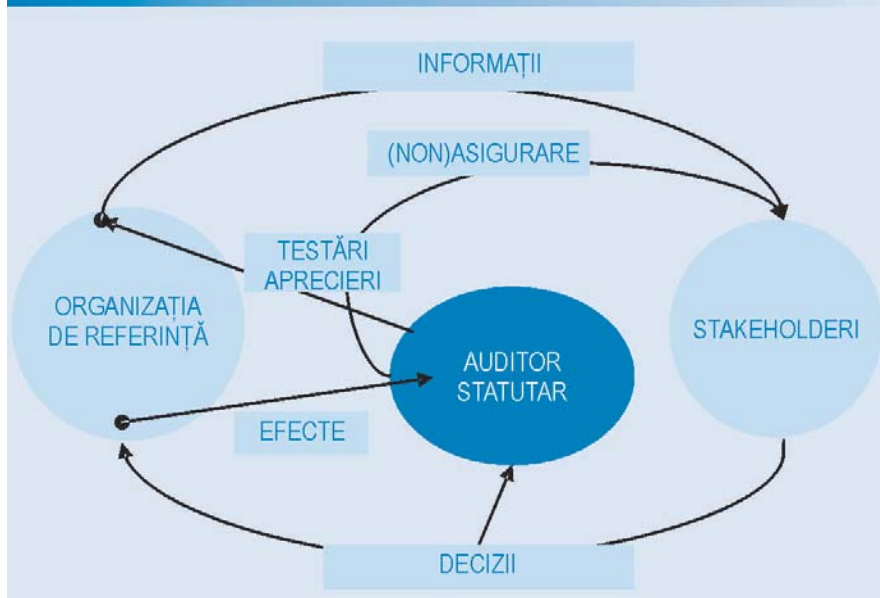 INFORMAȚII
(NON)ASIGURARE
TESTĂRI
APRECIERI
ORGANIZAȚIA
DE REFERINȚĂ
STAKEHOLDERI
AUDITOR
STATUTAR
EFECTE
DECIZII